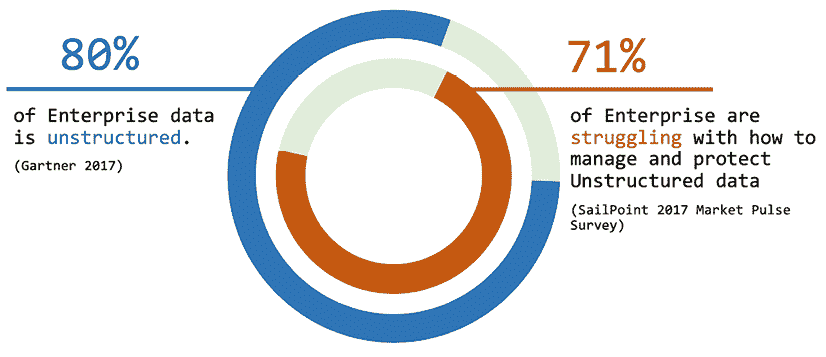 80%
of Enterprise data
is unstructured.
(Gartner 2017)
71%
of Enterprise are
struggling with how to
manage and protect
Unstructured data
(SailPoint 2017 Market Pulse
Survey)